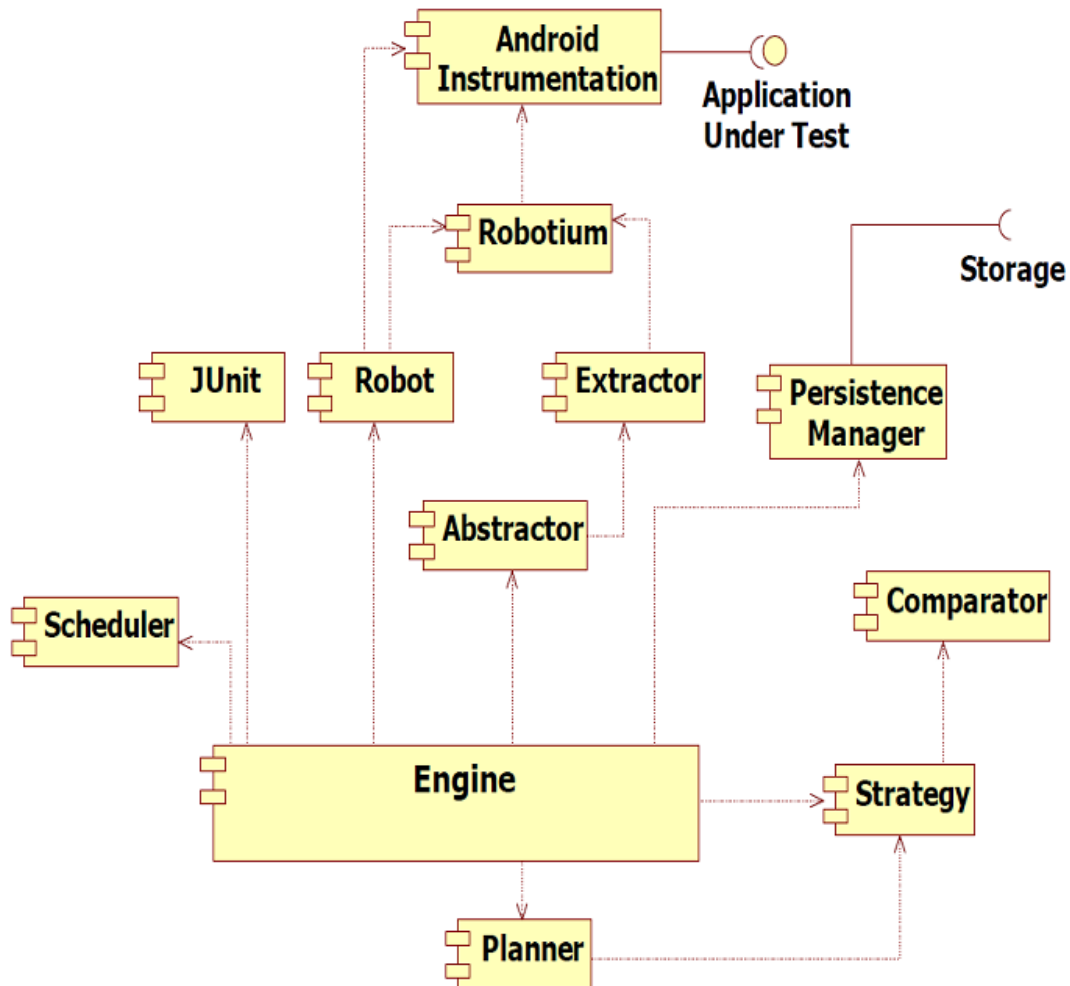 Android
Instrumentation
Application
Under Test
Robotium
Storage
JUnit
Robot
Extractor
Persistence
Manager
Abstractor
Comparator
Scheduler
Engine
Strategy
Planner